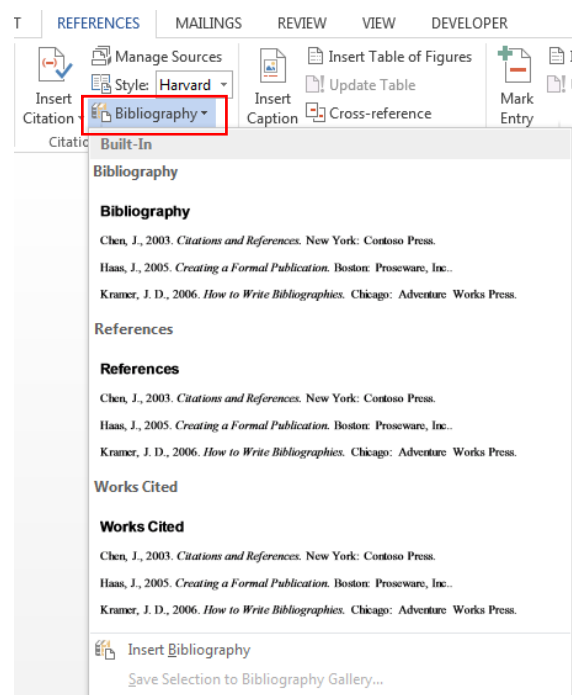 T REFERENCES MAILINGS REVIEW VIEW DEVELOPER
Manage Sources
Insert Table of Figures
Style: Harvard
Update Table
Insert
Citation
Insert
Caption
Mark
Entry
Bibliography
Cross-reference
Citatio
Built-In
Bibliography
Bibliography
Chen, J., 2003. Citations and References. New York: Contoso Press.
Haas, J., 2005. Creating a Formal Publication. Boston: Proseware, Inc..
Kramer, J. D., 2006. How to Write Bibliographies. Chicago: Adventure Works Press.
References
References
Chen, J., 2003. Citations and References. New York: Contoso Press.
Haas, J., 2005. Creating a Formal Publication. Boston: Proseware, Inc..
Kramer, J. D., 2006. How to Write Bibliographies. Chicago: Adventure Works Press.
Works Cited
Works Cited
Chen, J., 2003. Citations and References. New York: Contoso Press.
Haas, J., 2005. Creating a Formal Publication. Boston: Proseware, Inc..
Kramer, J. D., 2006. How to Write Bibliographies. Chicago: Adventure Works Press.
Insert Bibliography
Save Selection to Bibliography Gallery...